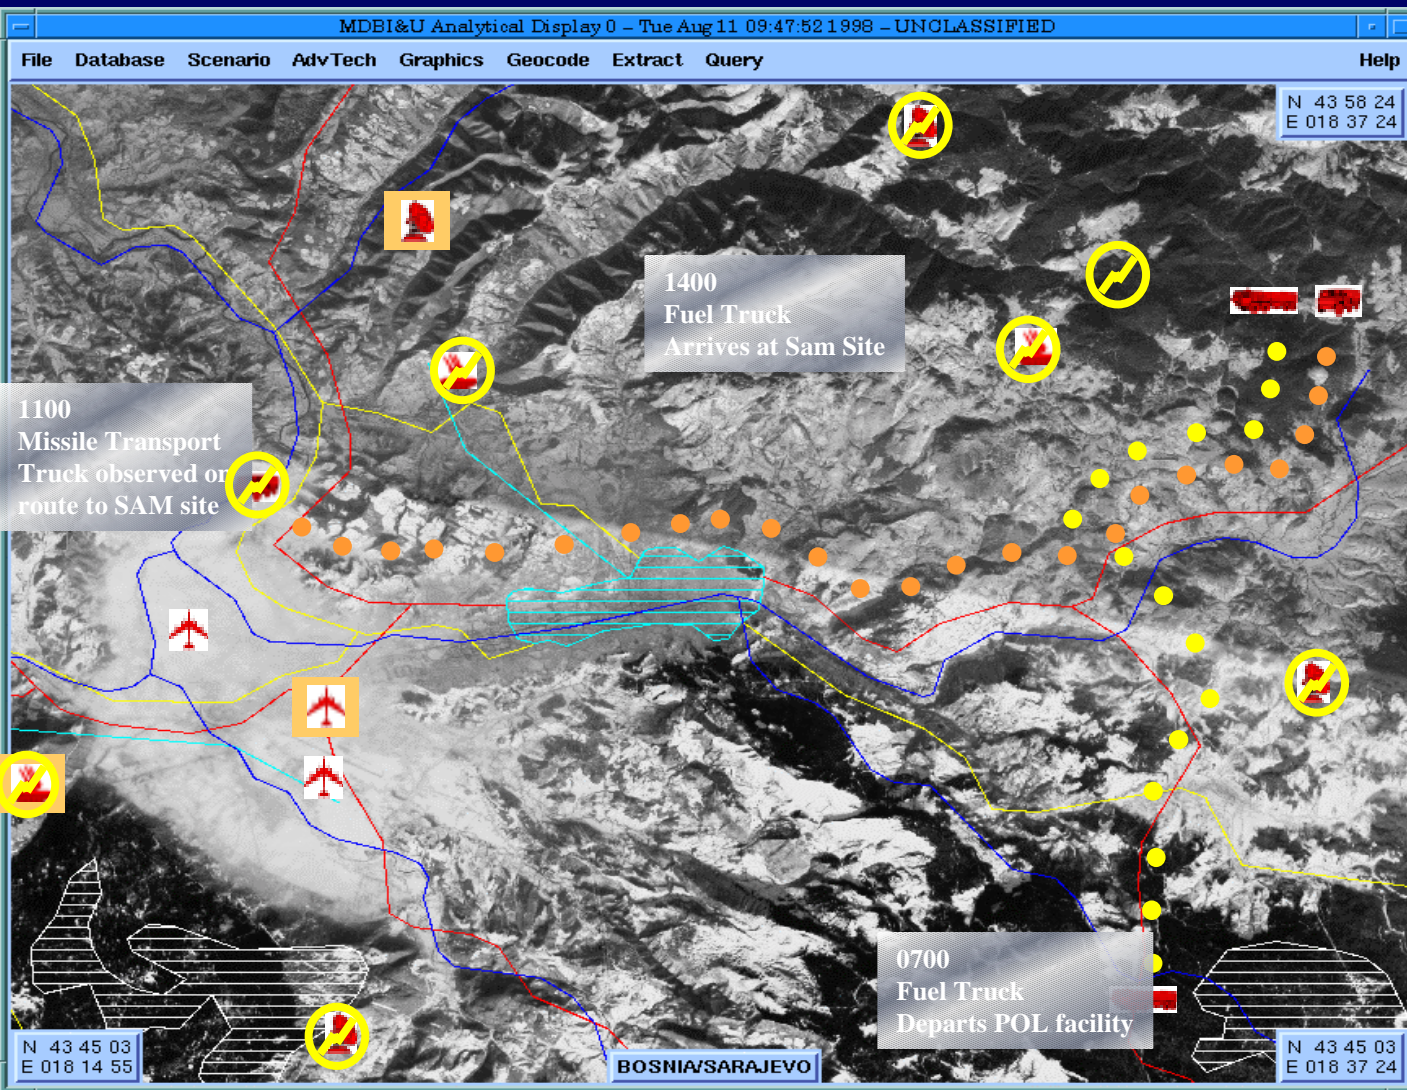 MDBI&U Analytical Display 0 – Tue Aug 11 09:47:52 1998 – UNCLASSIFIED
File Database Scenario AdvTech Graphics Geocode Extract Query Help
N 43 58 24
E 018 37 24
1400
Fuel Truck
Arrives at Sam Site
1100
Missile Transport
Truck observed on
route to SAM site
0700
Fuel Truck
Departs POL facility
N 43 45 03
E 018 14 55
BOSNIA/SARAJEVO
N 43 45 03
E 018 37 24